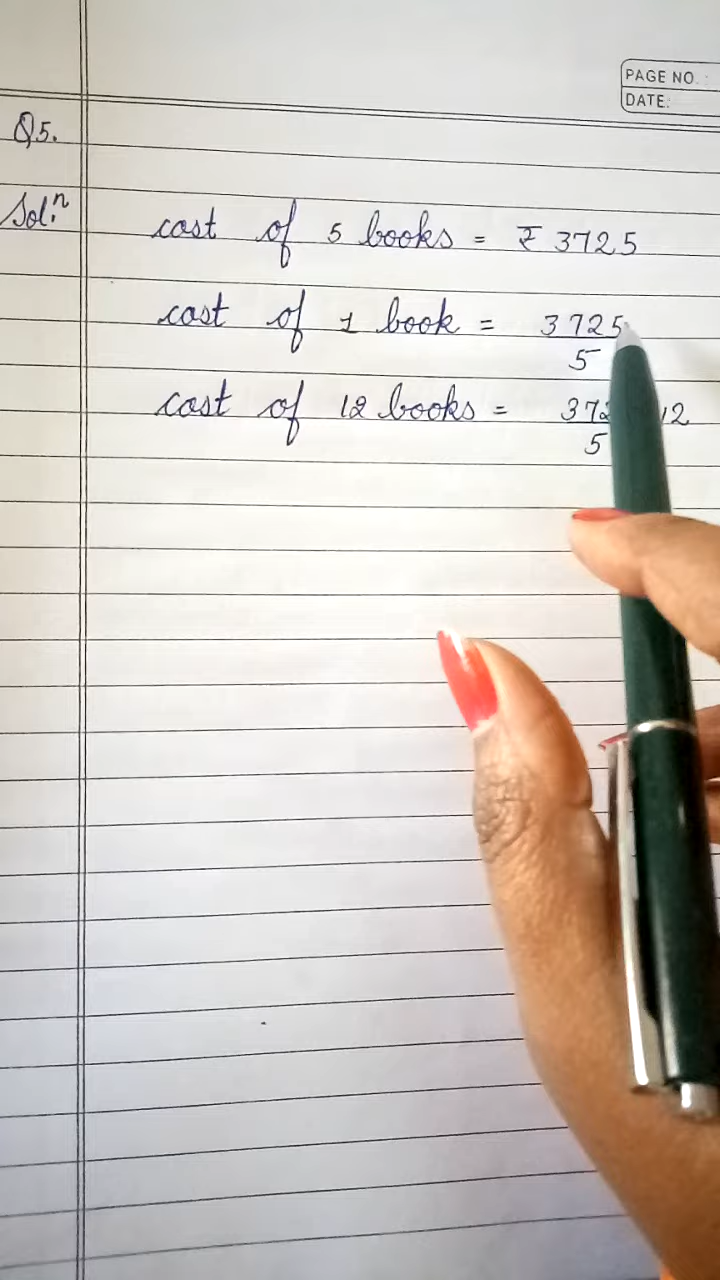 PAGE NO. :
DATE:
Q5.
Sol.ⁿ
cost of 5 books = ₹ 3725
cost of 1 book = 3725
5
cost of 12 books = 372 12
5